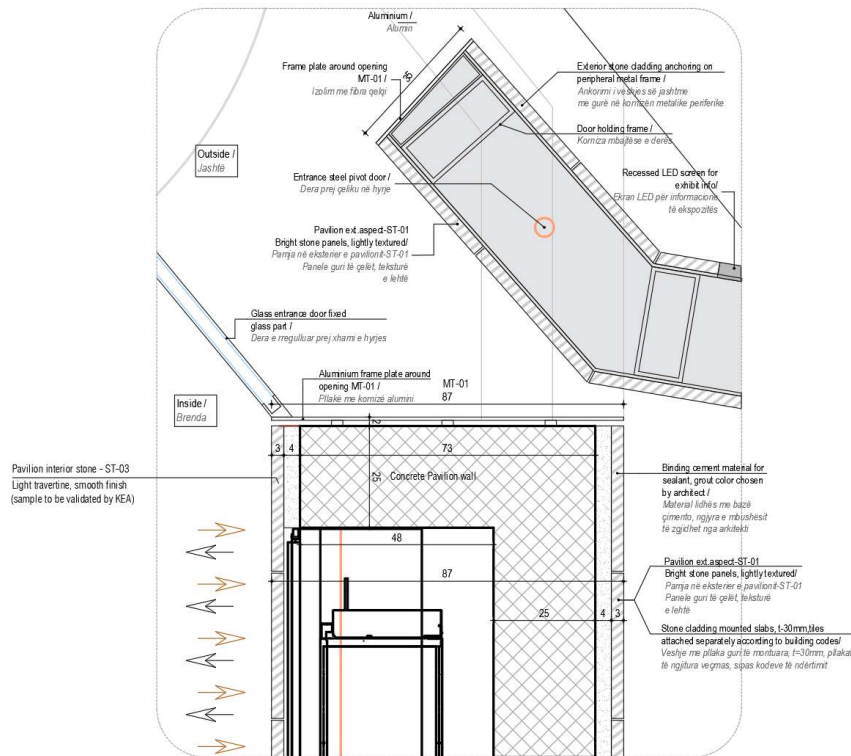 Aluminium /
Alumin
Frame plate around opening
MT-01 /
Izolim me fibra qelqi
35
Exterior stone cladding anchoring on
peripheral metal frame /
Ankorimi i veshjes së jashtme
me gurë në kornizën metalike periferike
Door holding frame /
Korniza mbajtëse e derës
Outside /
Jashtë
Entrance steel pivot door /
Dera prej çeliku në hyrje
Recessed LED screen for
exhibit info/
Ekran LED për informacione
të ekspozitës
Pavilion ext.aspect-ST-01
Bright stone panels, lightly textured/
Pamja në eksterier e pavilionit-ST-01
Panele guri të çelët, teksturë
e lehtë
Glass entrance door fixed
glass part /
Dera e rregulluar prej xhami e hyrjes
Aluminium frame plate around
opening MT-01 /
Pllakë me kornizë alumini
MT-01
87
Inside /
Brenda
2
3
4
73
25
Concrete Pavilion wall
Pavilion interior stone - ST-03
Light travertine, smooth finish
(sample to be validated by KEA)
Binding cement material for
sealant, grout color chosen
by architect /
Material lidhës me bazë
çimento, ngjyra e mbushësit
të zgjidhet nga arkitekti
48
87
25
4
3
Pavilion ext.aspect-ST-01
Bright stone panels, lightly textured/
Pamja në eksterier e pavilionit-ST-01
Panele guri të çelët, teksturë
e lehtë
Stone cladding mounted slabs, t-30mm,tiles
attached separately according to building codes/
Veshje me pllaka guri të montuara, t=30mm, pllakat
të ngjitura veçmas, sipas kodeve të ndërtimit